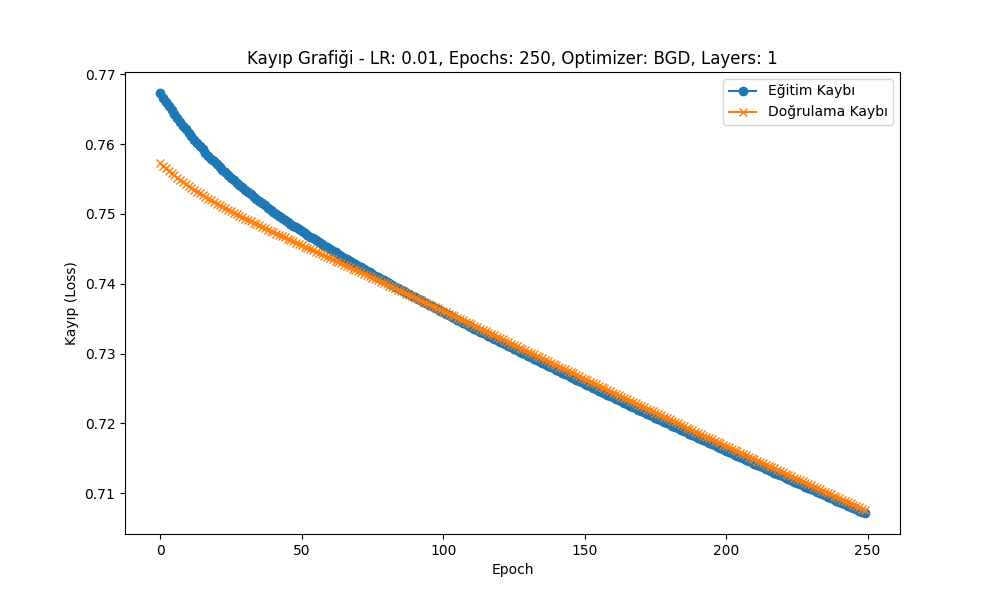 Kayıp Grafiği - LR: 0.01, Epochs: 250, Optimizer: BGD, Layers: 1
Eğitim Kaybı
Doğrulama Kaybı
Kayıp (Loss)
0.77
0.76
0.75
0.74
0.73
0.72
0.71
0
50
100
150
200
250
Epoch